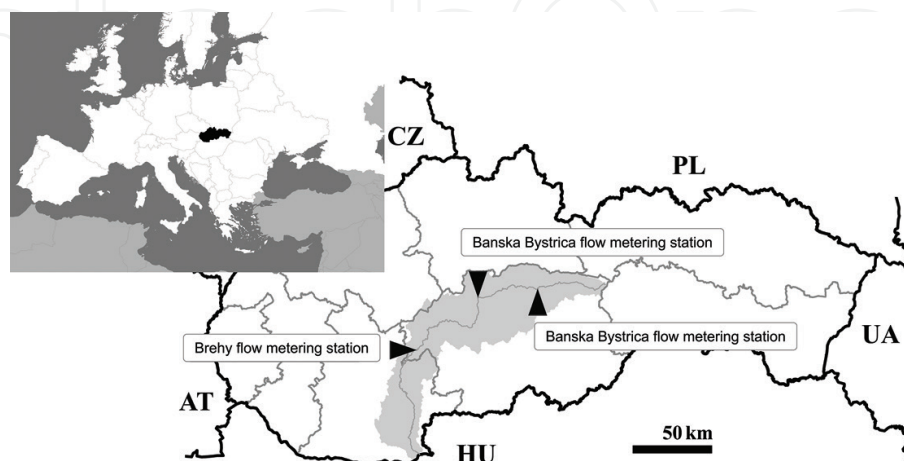 CZ
PL
Banska Bystrica flow metering station
Banska Bystrica flow metering station
Brehy flow metering station
UA
AT
HU
50 km